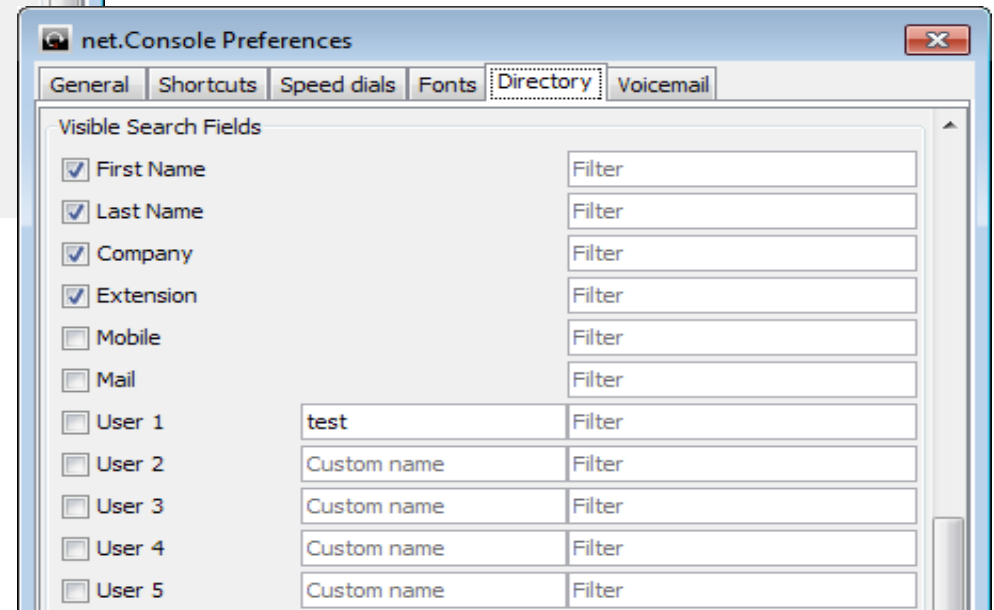 net.Console Preferences
General Shortcuts Speed dials Fonts Directory Voicemail
Visible Search Fields
First Name Filter
Last Name Filter
Company Filter
Extension Filter
Mobile Filter
Mail Filter
User 1 test Filter
User 2 Custom name Filter
User 3 Custom name Filter
User 4 Custom name Filter
User 5 Custom name Filter